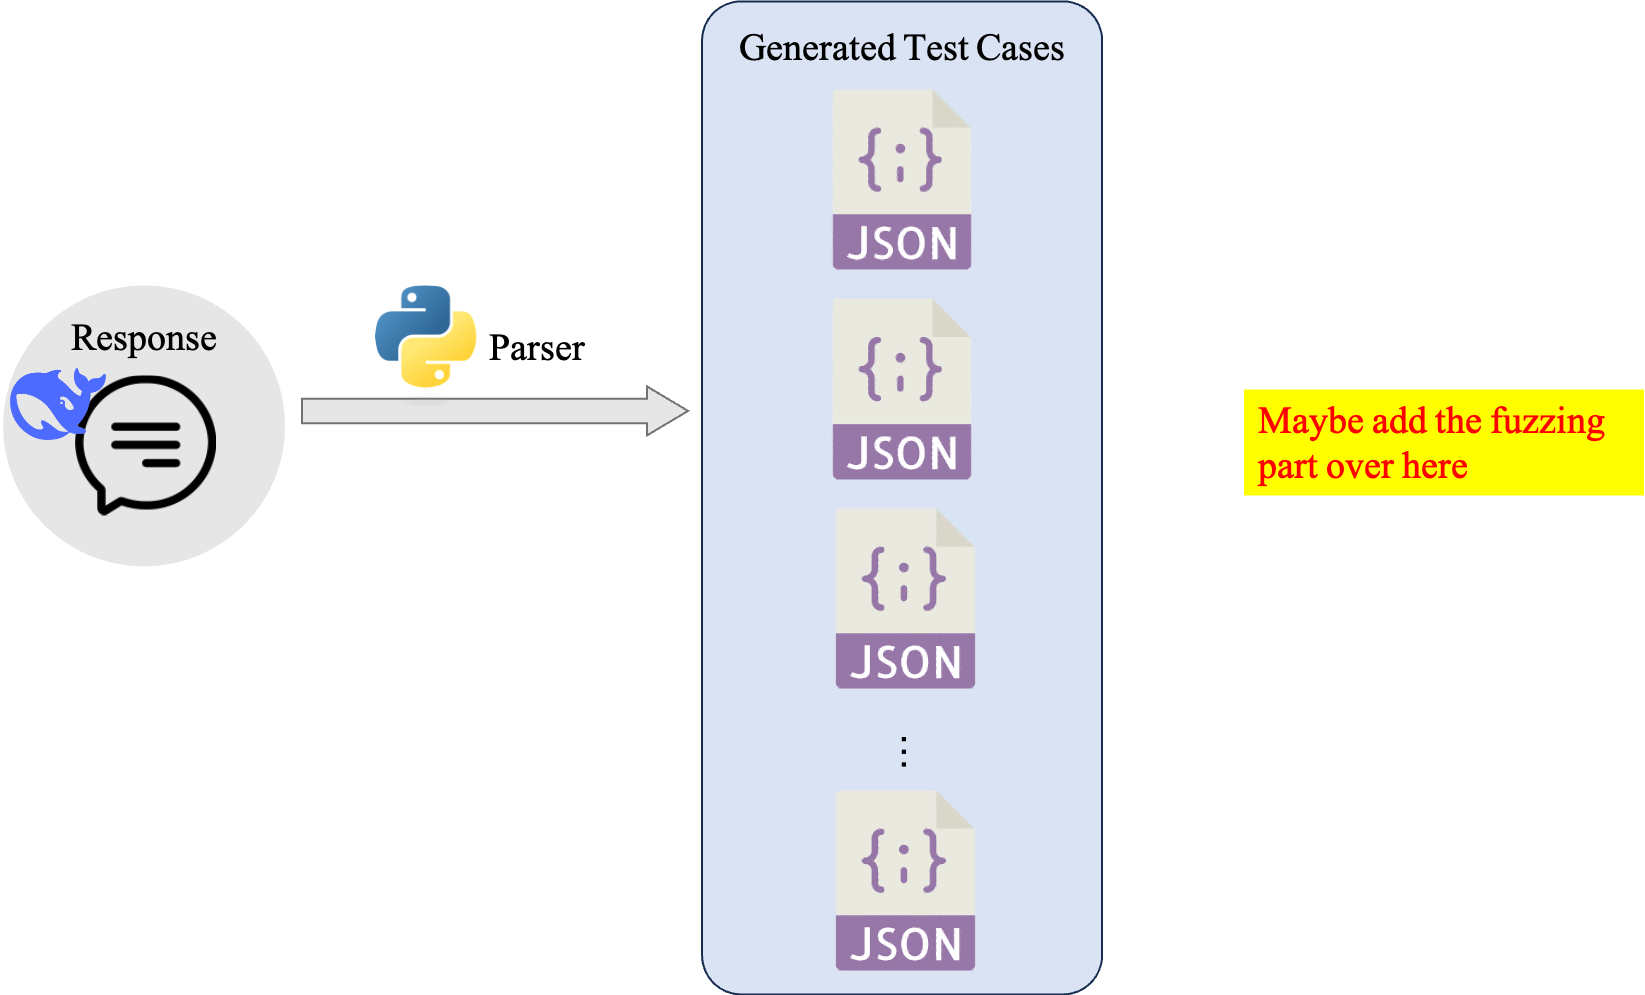 Generated Test Cases
{;}
JSON
Response
Parser
{;}
JSON
Maybe add the fuzzing
part over here
{;}
JSON
⋮
{;}
JSON